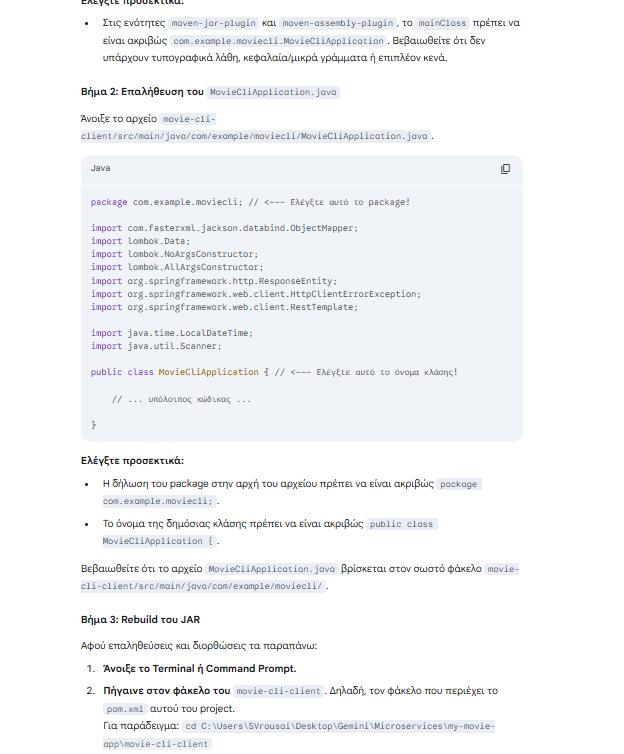 Ελέγξτε προσεκτικά:
• Στις ενότητες maven-jar-plugin και maven-assembly-plugin, το mainClass πρέπει να
είναι ακριβώς com.example.moviecli.MovieCliApplication. Βεβαιωθείτε ότι δεν
υπάρχουν τυπογραφικά λάθη, κεφαλαία/μικρά γράμματα ή επιπλέον κενά.
Βήμα 2: Επαλήθευση του MovieCliApplication.java
Άνοιξε το αρχείο movie-cli-
client/src/main/java/com/example/moviecli/MovieCliApplication.java.
Java
package com.example.moviecli; // <--- Ελέγξτε αυτό το package!
import com.fasterxml.jackson.databind.ObjectMapper;
import lombok.Data;
import lombok.NoArgsConstructor;
import lombok.AllArgsConstructor;
import org.springframework.http.ResponseEntity;
import org.springframework.web.client.HttpClientErrorException;
import org.springframework.web.client.RestTemplate;
import java.time.LocalDateTime;
import java.util.Scanner;
public class MovieCliApplication { // <--- Ελέγξτε αυτό το όνομα κλάσης!
// ... υπόλοιπος κώδικας ...
}
Ελέγξτε προσεκτικά:
• Η δήλωση του package στην αρχή του αρχείου πρέπει να είναι ακριβώς package
com.example.moviecli;.
• Το όνομα της δημόσιας κλάσης πρέπει να είναι ακριβώς public class
MovieCliApplication {.
Βεβαιωθείτε ότι το αρχείο MovieCliApplication.java βρίσκεται στον σωστό φάκελο movie-
cli-client/src/main/java/com/example/moviecli/.
Βήμα 3: Rebuild του JAR
Αφού επαληθεύσεις και διορθώσεις τα παραπάνω:
1. Άνοιξε το Terminal ή Command Prompt.
2. Πήγαινε στον φάκελο του movie-cli-client. Δηλαδή, τον φάκελο που περιέχει το
pom.xml αυτού του project.
Για παράδειγμα: cd C:\Users\SVrousai\Desktop\Gemini\Microservices\my-movie-
app\movie-cli-client